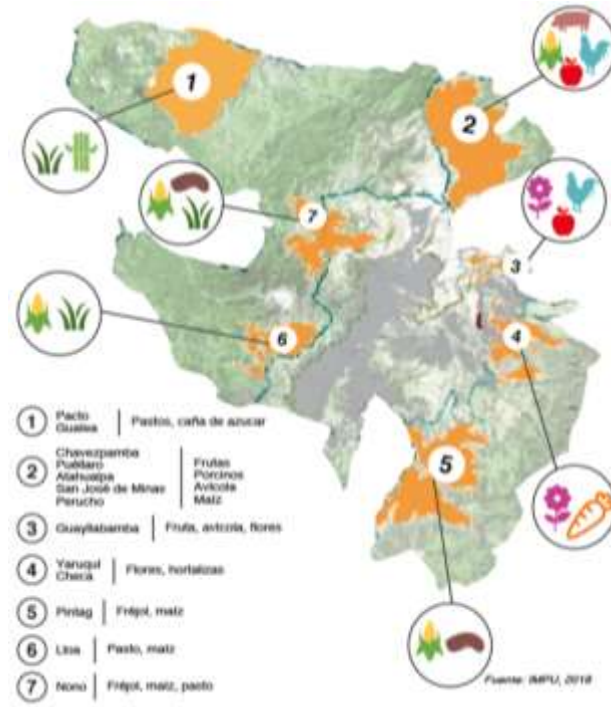 1
2
7
3
4
6
5
1 Pacto | Pastos, caña de azucar
Gualea
2 Chavezpamba | Frutas
Puéllaro | Porcinos
Atahualpa | Avícola
San José de Minas | Maíz
Perucho
3 Guayllabamba | Fruta, avícola, flores
4 Yaruquí | Flores, hortalizas
Checa
5 Pintag | Fréjol, maíz
6 Lloa | Pasto, maíz
7 Nono | Fréjol, maíz, pasto
Fuente: IMPU, 2018